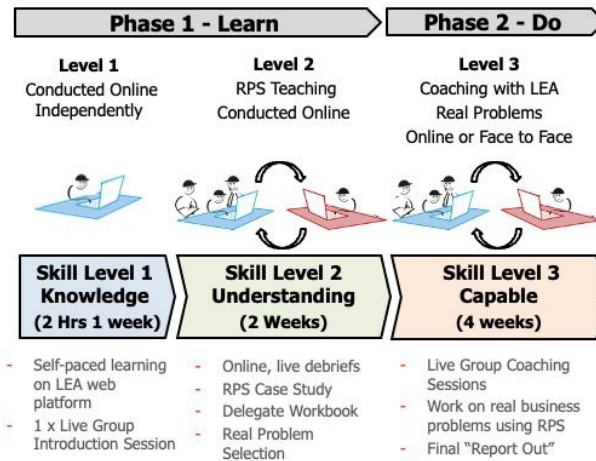 Phase 1 - Learn
Phase 2 - Do
Level 1
Conducted Online
Independently
Level 2
RPS Teaching
Conducted Online
Level 3
Coaching with LEA
Real Problems
Online or Face to Face
Skill Level 1
Knowledge
(2 Hrs 1 week)
Skill Level 2
Understanding
(2 Weeks)
Skill Level 3
Capable
(4 weeks)
- Self-paced learning
on LEA web
platform
- 1 x Live Group
Introduction Session
- Online, live debriefs
- RPS Case Study
- Delegate Workbook
- Real Problem
Selection
- Live Group Coaching
Sessions
- Work on real business
problems using RPS
- Final “Report Out”